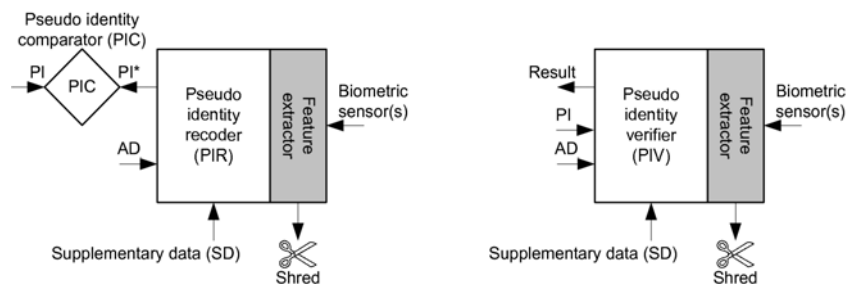 Pseudo identity
comparator (PIC)
PI
PIC
PI*
AD
Pseudo
identity
recoder
(PIR)
Feature
extractor
Biometric
sensor(s)
Supplementary data (SD)
Shred
Result
PI
AD
Pseudo
identity
verifier
(PIV)
Feature
extractor
Biometric
sensor(s)
Supplementary data (SD)
Shred